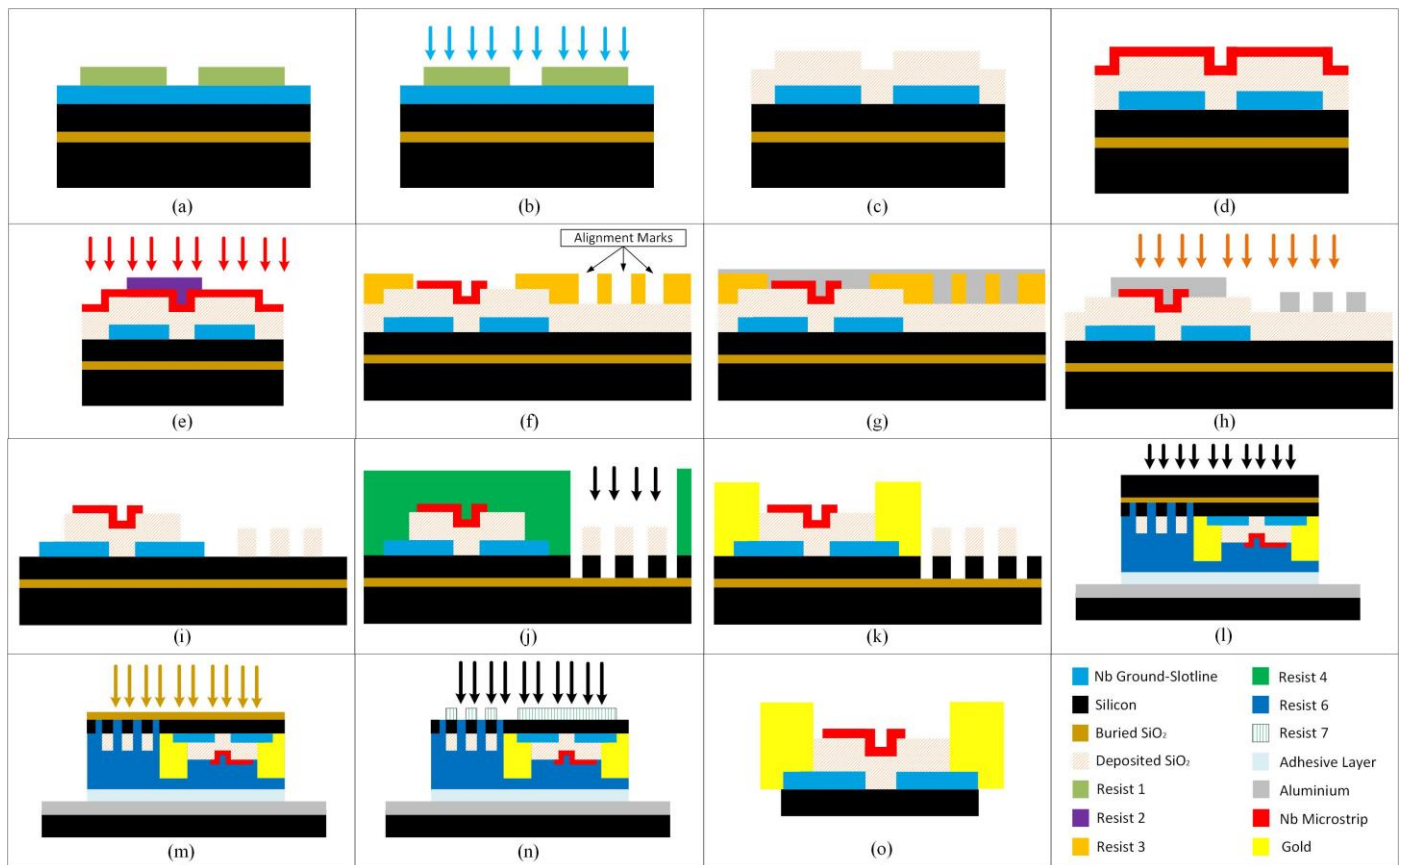 (a)
(b)
(c)
(d)
Alignment Marks
(e)
(f)
(g)
(h)
(i)
(j)
(k)
(l)
(m)
(n)
(o)
Nb Ground-Slotline
Silicon
Buried SiO₂
Deposited SiO₂
Resist 1
Resist 2
Resist 3
Resist 4
Resist 6
Resist 7
Adhesive Layer
Aluminium
Nb Microstrip
Gold